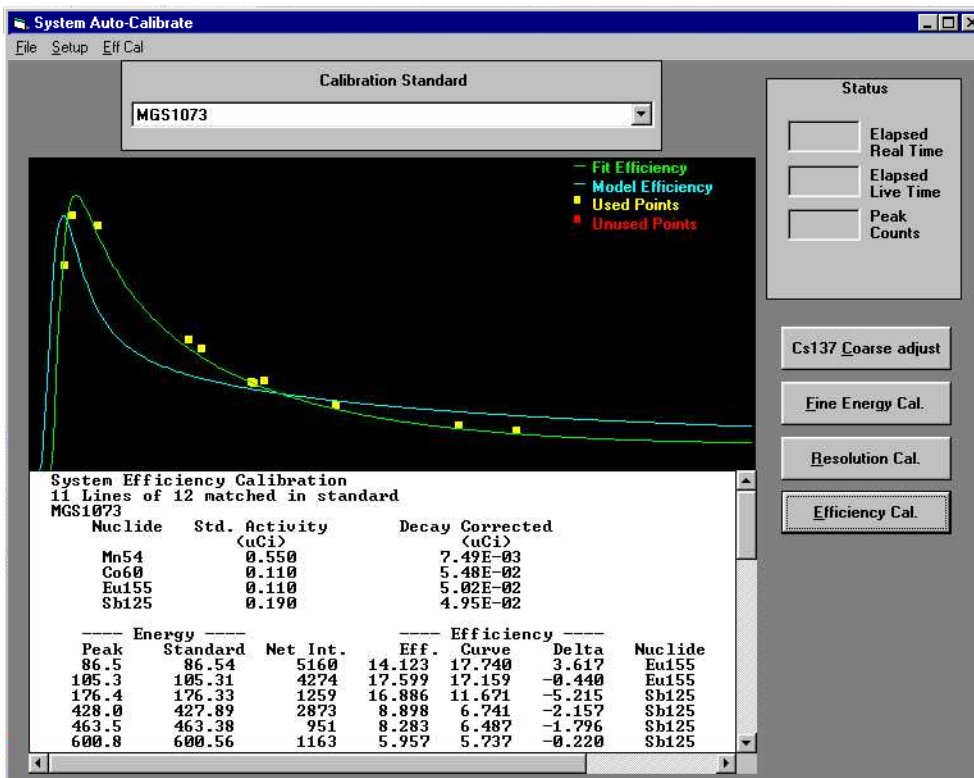 System Auto-Calibrate
File Setup Eff Cal
Calibration Standard
MGS1073
Fit Efficiency
Model Efficiency
Used Points
Unused Points
Status
Elapsed
Real Time
Elapsed
Live Time
Peak
Counts
Cs137 Coarse adjust
Fine Energy Cal.
Resolution Cal.
Efficiency Cal.
System Efficiency Calibration
11 Lines of 12 matched in standard
MGS1073
Nuclide Std. Activity Decay Corrected
(uCi) (uCi)
Mn54 0.550 7.49E-03
Co60 0.110 5.48E-02
Eu155 0.110 5.02E-02
Sb125 0.190 4.95E-02
---- Energy ---- ---- Efficiency ----
Peak Standard Net Int. Eff. Curve Delta Nuclide
86.5 86.54 5160 14.123 17.740 3.617 Eu155
105.3 105.31 4274 17.599 17.159 -0.440 Eu155
176.4 176.33 1259 16.886 11.671 -5.215 Sb125
428.0 427.89 2873 8.898 6.741 -2.157 Sb125
463.5 463.38 951 8.283 6.487 -1.796 Sb125
600.8 600.56 1163 5.957 5.737 -0.220 Sb125